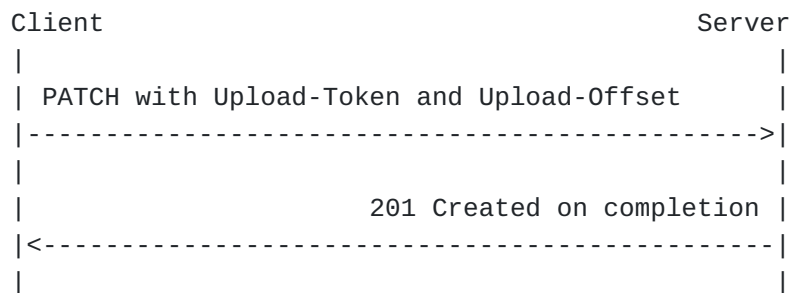 Client                                        Server
|                                                  |
| PATCH with Upload-Token and Upload-Offset        |
|------------------------------------------------->|
|                                                  |
|                        201 Created on completion |
|<-------------------------------------------------|
|                                                  |